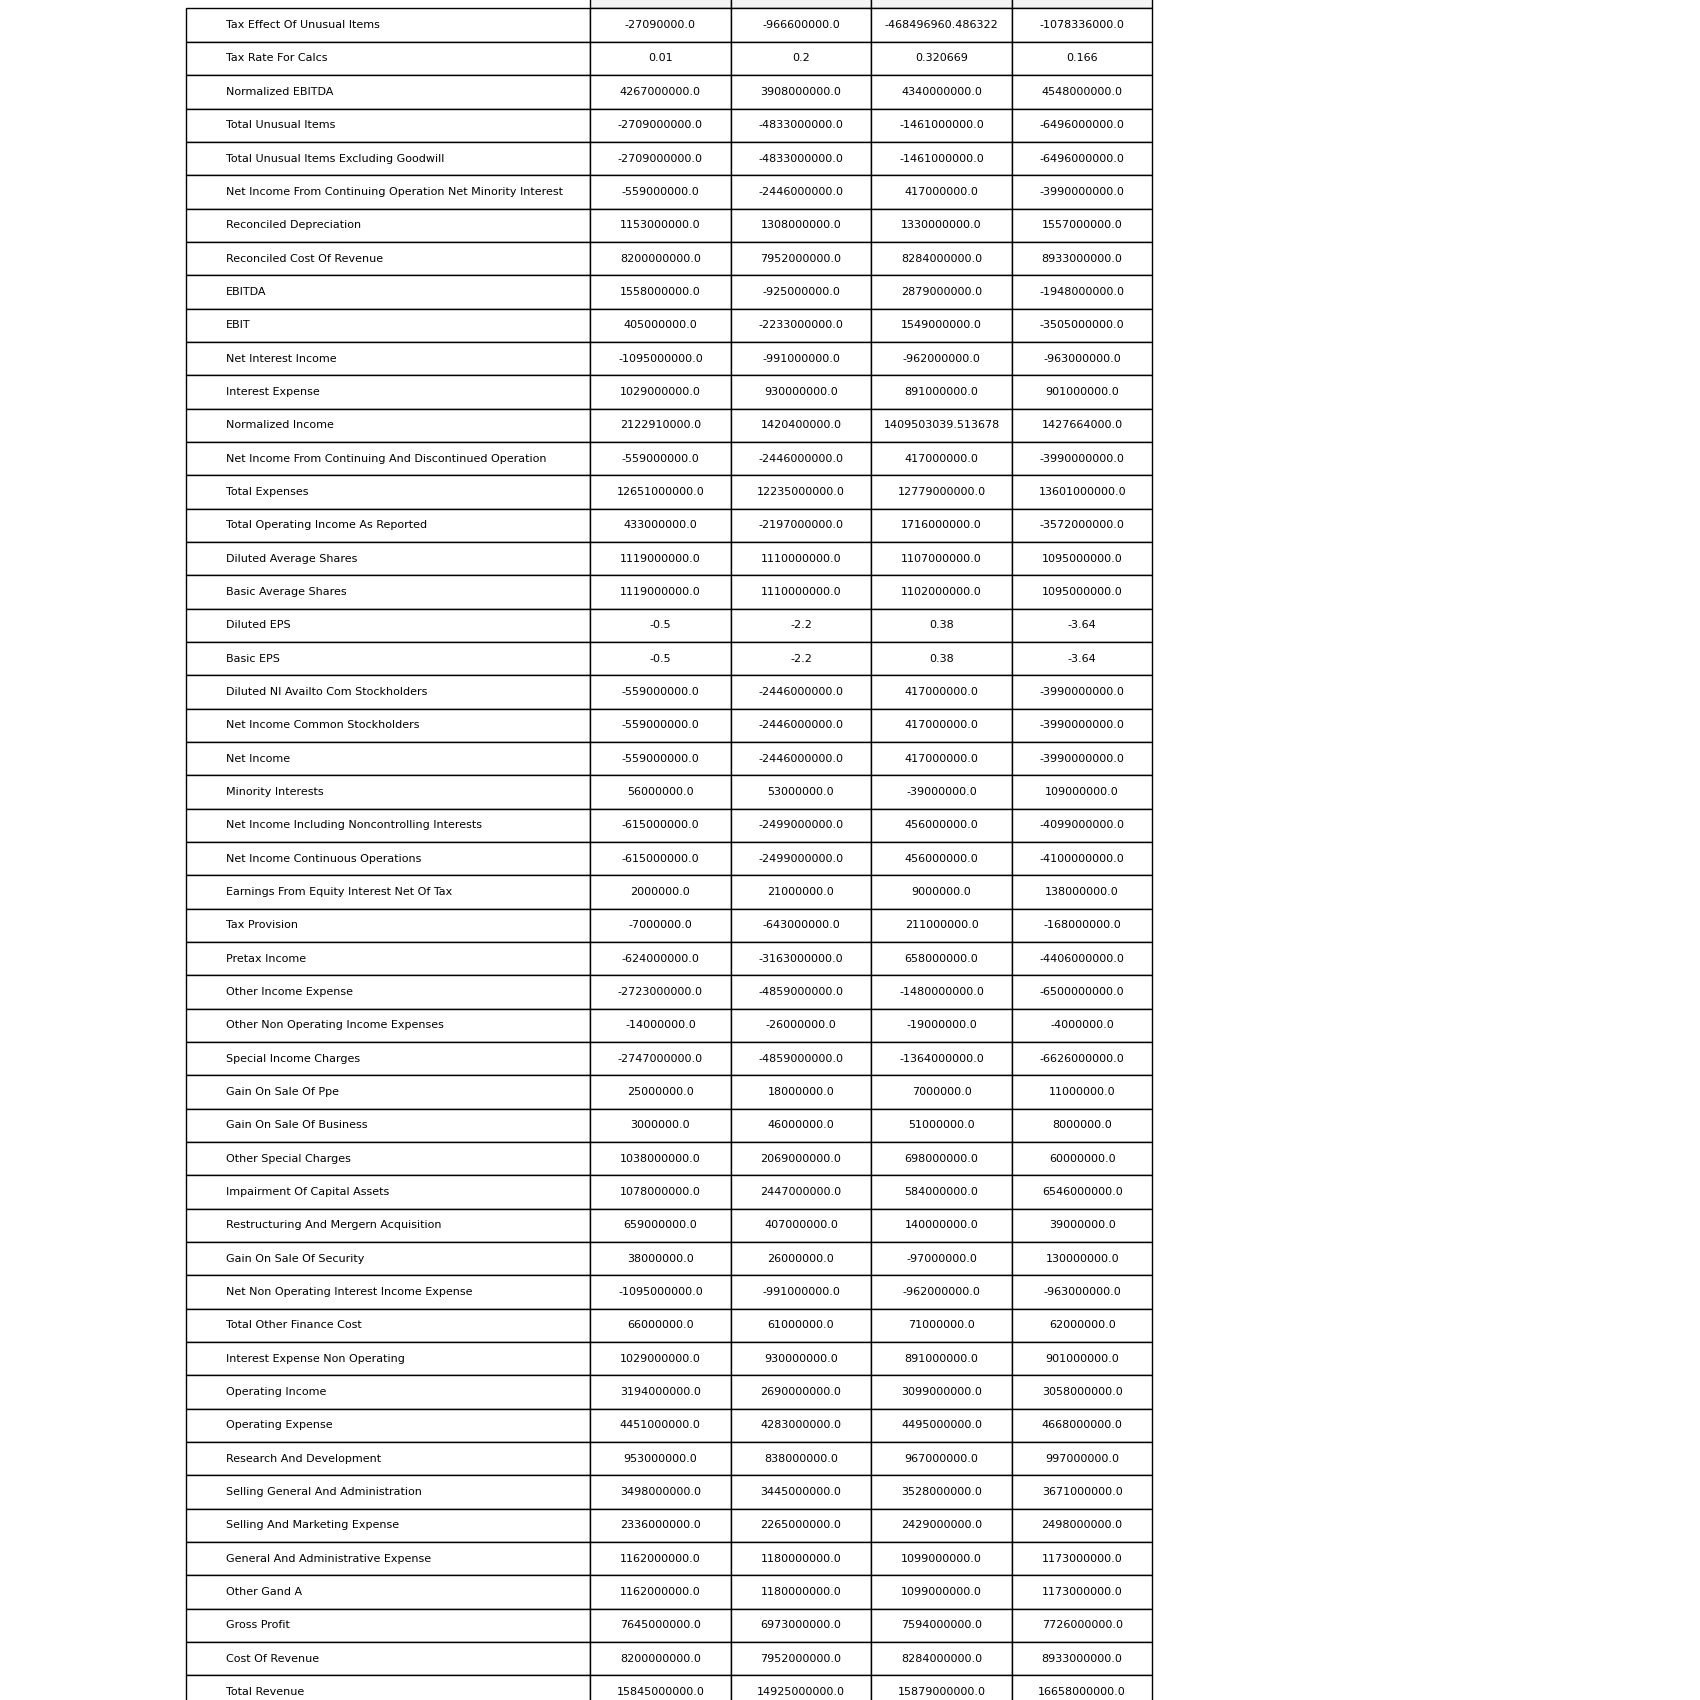 Tax Effect Of Unusual Items -27090000.0 -966600000.0 -468496960.486322 -1078336000.0
Tax Rate For Calcs 0.01 0.2 0.320669 0.166
Normalized EBITDA 4267000000.0 3908000000.0 4340000000.0 4548000000.0
Total Unusual Items -2709000000.0 -4833000000.0 -1461000000.0 -6496000000.0
Total Unusual Items Excluding Goodwill -2709000000.0 -4833000000.0 -1461000000.0 -6496000000.0
Net Income From Continuing Operation Net Minority Interest -559000000.0 -2446000000.0 417000000.0 -3990000000.0
Reconciled Depreciation 1153000000.0 1308000000.0 1330000000.0 1557000000.0
Reconciled Cost Of Revenue 8200000000.0 7952000000.0 8284000000.0 8933000000.0
EBITDA 1558000000.0 -925000000.0 2879000000.0 -1948000000.0
EBIT 405000000.0 -2233000000.0 1549000000.0 -3505000000.0
Net Interest Income -1095000000.0 -991000000.0 -962000000.0 -963000000.0
Interest Expense 1029000000.0 930000000.0 891000000.0 901000000.0
Normalized Income 2122910000.0 1420400000.0 1409503039.513678 1427664000.0
Net Income From Continuing And Discontinued Operation -559000000.0 -2446000000.0 417000000.0 -3990000000.0
Total Expenses 12651000000.0 12235000000.0 12779000000.0 13601000000.0
Total Operating Income As Reported 433000000.0 -2197000000.0 1716000000.0 -3572000000.0
Diluted Average Shares 1119000000.0 1110000000.0 1107000000.0 1095000000.0
Basic Average Shares 1119000000.0 1110000000.0 1102000000.0 1095000000.0
Diluted EPS -0.5 -2.2 0.38 -3.64
Basic EPS -0.5 -2.2 0.38 -3.64
Diluted NI Availto Com Stockholders -559000000.0 -2446000000.0 417000000.0 -3990000000.0
Net Income Common Stockholders -559000000.0 -2446000000.0 417000000.0 -3990000000.0
Net Income -559000000.0 -2446000000.0 417000000.0 -3990000000.0
Minority Interests 56000000.0 53000000.0 -39000000.0 109000000.0
Net Income Including Noncontrolling Interests -615000000.0 -2499000000.0 456000000.0 -4099000000.0
Net Income Continuous Operations -615000000.0 -2499000000.0 456000000.0 -4100000000.0
Earnings From Equity Interest Net Of Tax 2000000.0 21000000.0 9000000.0 138000000.0
Tax Provision -7000000.0 -643000000.0 211000000.0 -168000000.0
Pretax Income -624000000.0 -3163000000.0 658000000.0 -4406000000.0
Other Income Expense -2723000000.0 -4859000000.0 -1480000000.0 -6500000000.0
Other Non Operating Income Expenses -14000000.0 -26000000.0 -19000000.0 -4000000.0
Special Income Charges -2747000000.0 -4859000000.0 -1364000000.0 -6626000000.0
Gain On Sale Of Ppe 25000000.0 18000000.0 7000000.0 11000000.0
Gain On Sale Of Business 3000000.0 46000000.0 51000000.0 8000000.0
Other Special Charges 1038000000.0 2069000000.0 698000000.0 60000000.0
Impairment Of Capital Assets 1078000000.0 2447000000.0 584000000.0 6546000000.0
Restructuring And Mergern Acquisition 659000000.0 407000000.0 140000000.0 39000000.0
Gain On Sale Of Security 38000000.0 26000000.0 -97000000.0 130000000.0
Net Non Operating Interest Income Expense -1095000000.0 -991000000.0 -962000000.0 -963000000.0
Total Other Finance Cost 66000000.0 61000000.0 71000000.0 62000000.0
Interest Expense Non Operating 1029000000.0 930000000.0 891000000.0 901000000.0
Operating Income 3194000000.0 2690000000.0 3099000000.0 3058000000.0
Operating Expense 4451000000.0 4283000000.0 4495000000.0 4668000000.0
Research And Development 953000000.0 838000000.0 967000000.0 997000000.0
Selling General And Administration 3498000000.0 3445000000.0 3528000000.0 3671000000.0
Selling And Marketing Expense 2336000000.0 2265000000.0 2429000000.0 2498000000.0
General And Administrative Expense 1162000000.0 1180000000.0 1099000000.0 1173000000.0
Other Gand A 1162000000.0 1180000000.0 1099000000.0 1173000000.0
Gross Profit 7645000000.0 6973000000.0 7594000000.0 7726000000.0
Cost Of Revenue 8200000000.0 7952000000.0 8284000000.0 8933000000.0
Total Revenue 15845000000.0 14925000000.0 15879000000.0 16658000000.0